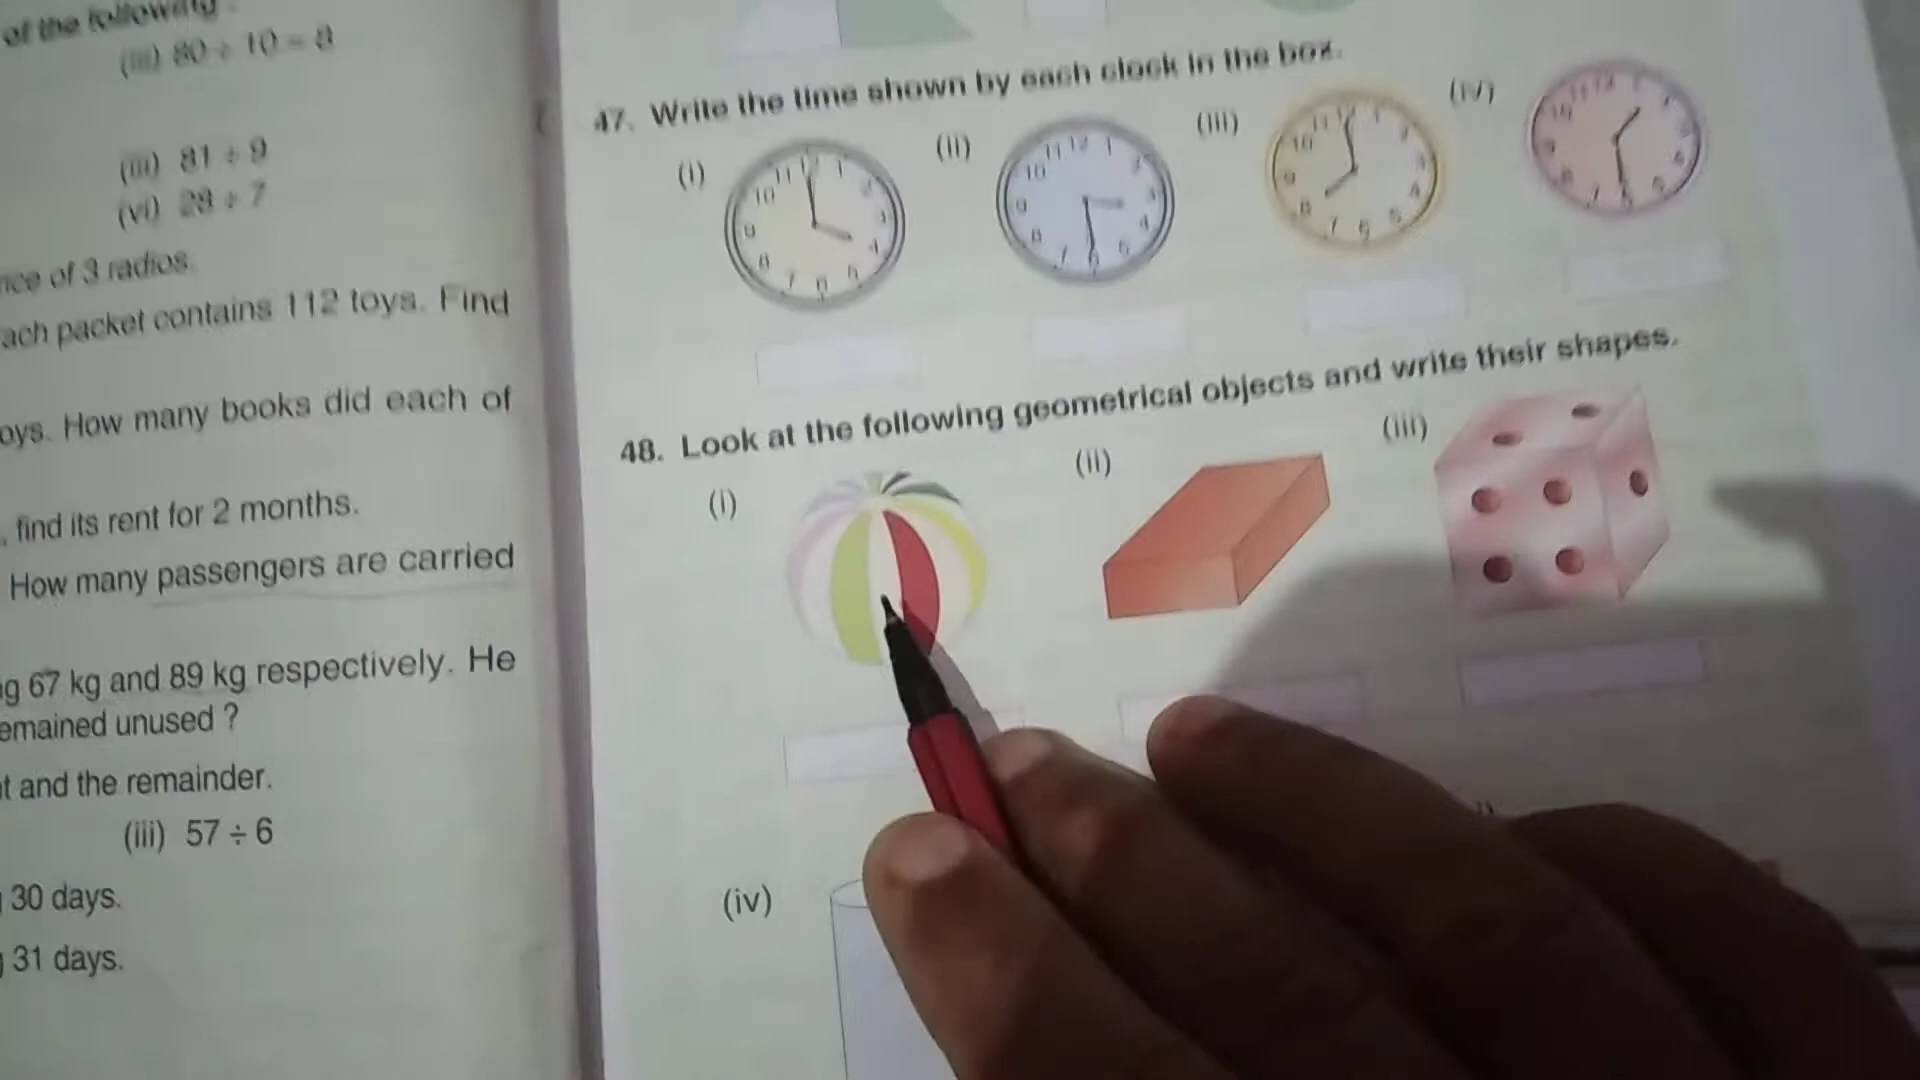 of the following
(iii) 80 ÷ 10 = 8
(iii) 81 ÷ 9
(vi) 28 ÷ 7
of 3 radios.
packet contains 112 toys. Find
How many books did each of
find its rent for 2 months.
How many passengers are carried
67 kg and 89 kg respectively. He
unused ?
and the remainder.
(iii) 57 ÷ 6
30 days.
31 days.
47. Write the time shown by each clock in the box.
(i) (ii) (iii) (iv)
48. Look at the following geometrical objects and write their shapes.
(i) (ii) (iii)
(iv)